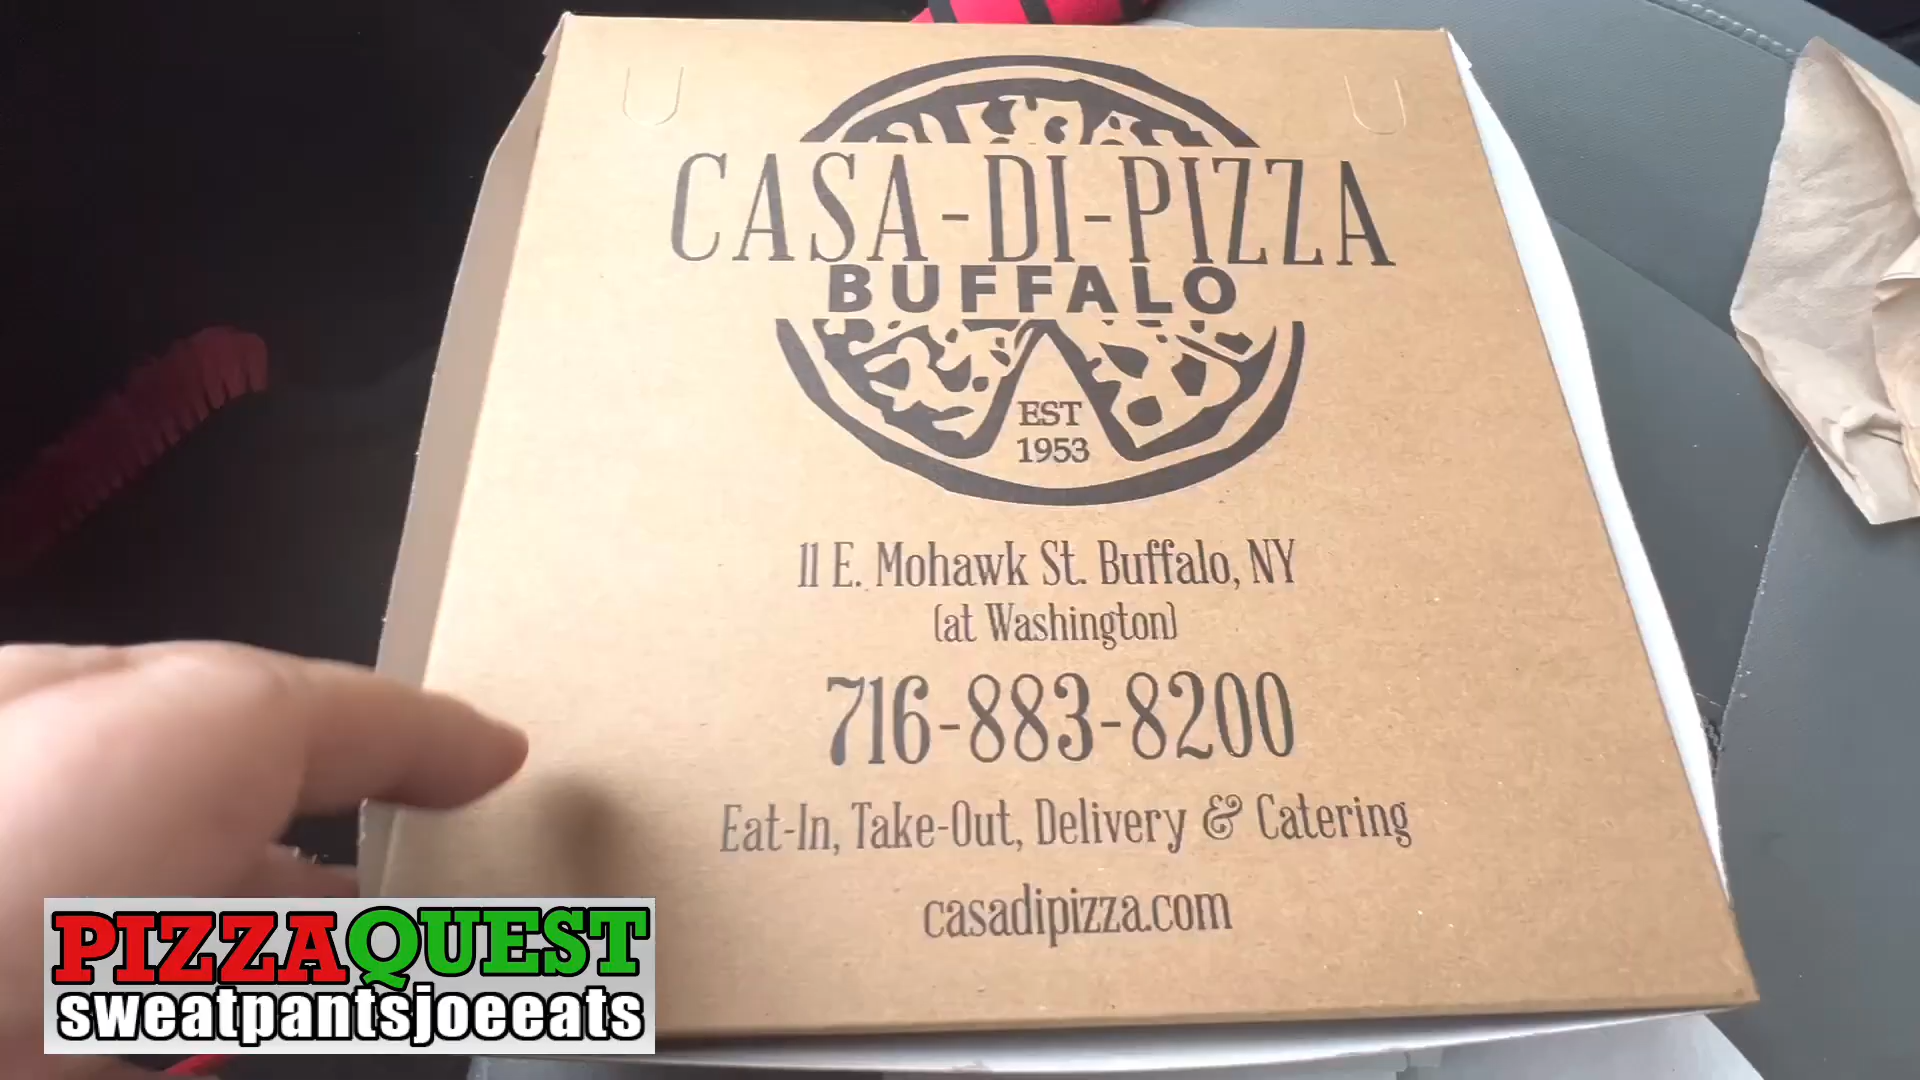 CASA-DI-PIZZA
BUFFALO
EST
1953
11 E. Mohawk St. Buffalo, NY
(at Washington)
716-883-8200
Eat-In, Take-Out, Delivery & Catering
casadipizza.com
PIZZAQUEST
sweatpantsjoeeats